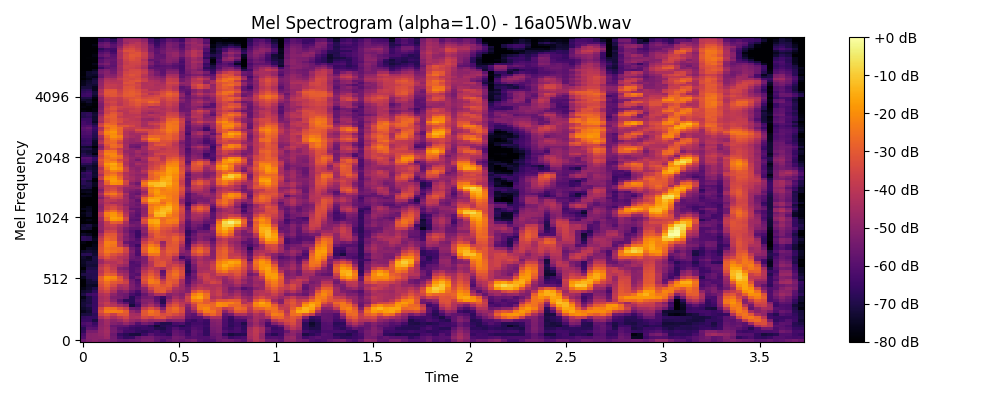 Mel Spectrogram (alpha=1.0) - 16a05Wb.wav
Mel Frequency
4096
2048
1024
512
0
0
0.5
1
1.5
2
2.5
3
3.5
Time
+0 dB
-10 dB
-20 dB
-30 dB
-40 dB
-50 dB
-60 dB
-70 dB
-80 dB